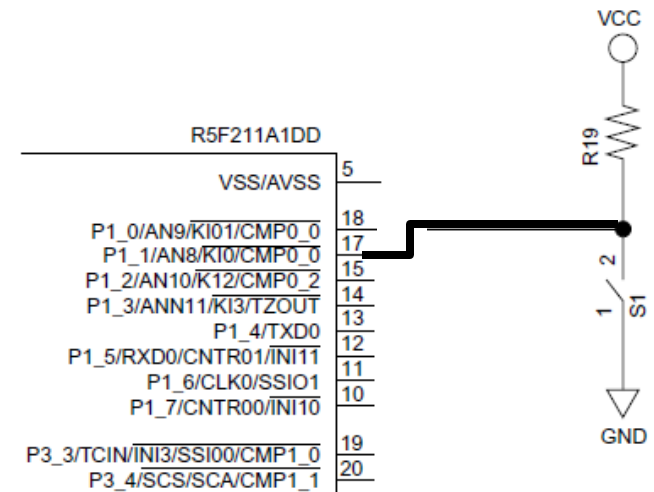 VCC
R19
R5F211A1DD
VSS/AVSS 5
P1_0/AN9/KI01/CMP0_0 18
P1_1/AN8/KI0/CMP0_0 17
P1_2/AN10/K12/CMP0_2 15
P1_3/ANN11/KI3/TZOUT 14
P1_4/TXD0 13
P1_5/RXD0/CNTR01/INI11 12
P1_6/CLK0/SSIO1 11
P1_7/CNTR00/INI10 10
2
1 S1
GND
P3_3/TCIN/INI3/SSI00/CMP1_0 19
P3_4/SCS/SCA/CMP1_1 20